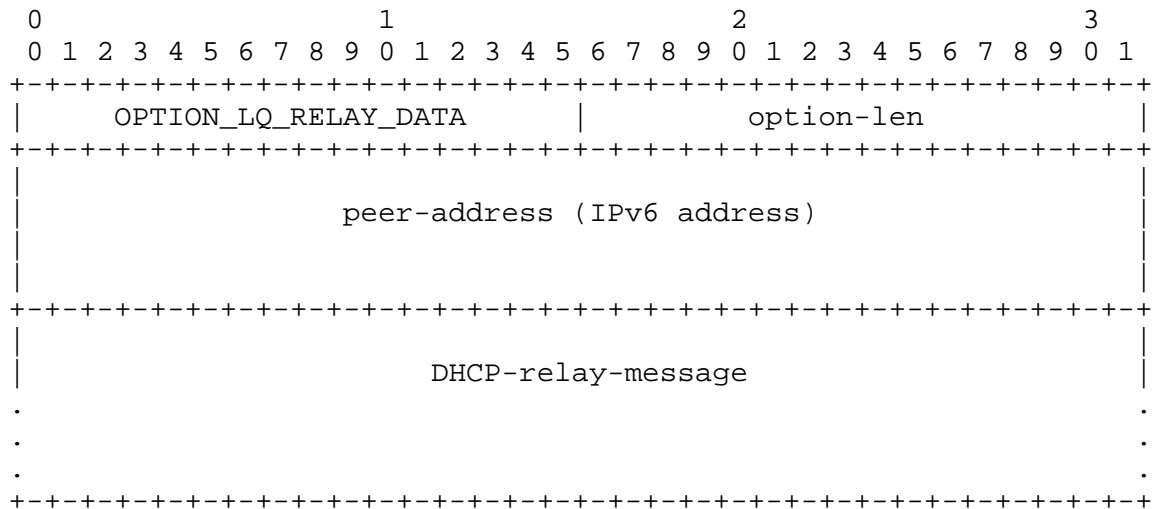 0                   1                   2                   3
 0 1 2 3 4 5 6 7 8 9 0 1 2 3 4 5 6 7 8 9 0 1 2 3 4 5 6 7 8 9 0 1
+-+-+-+-+-+-+-+-+-+-+-+-+-+-+-+-+-+-+-+-+-+-+-+-+-+-+-+-+-+-+-+-+
|     OPTION_LQ_RELAY_DATA      |         option-len            |
+-+-+-+-+-+-+-+-+-+-+-+-+-+-+-+-+-+-+-+-+-+-+-+-+-+-+-+-+-+-+-+-+
|                                                               |
|                  peer-address (IPv6 address)                  |
|                                                               |
|                                                               |
+-+-+-+-+-+-+-+-+-+-+-+-+-+-+-+-+-+-+-+-+-+-+-+-+-+-+-+-+-+-+-+-+
|                                                               |
|                       DHCP-relay-message                      |
.                                                               .
.                                                               .
.                                                               .
+-+-+-+-+-+-+-+-+-+-+-+-+-+-+-+-+-+-+-+-+-+-+-+-+-+-+-+-+-+-+-+-+